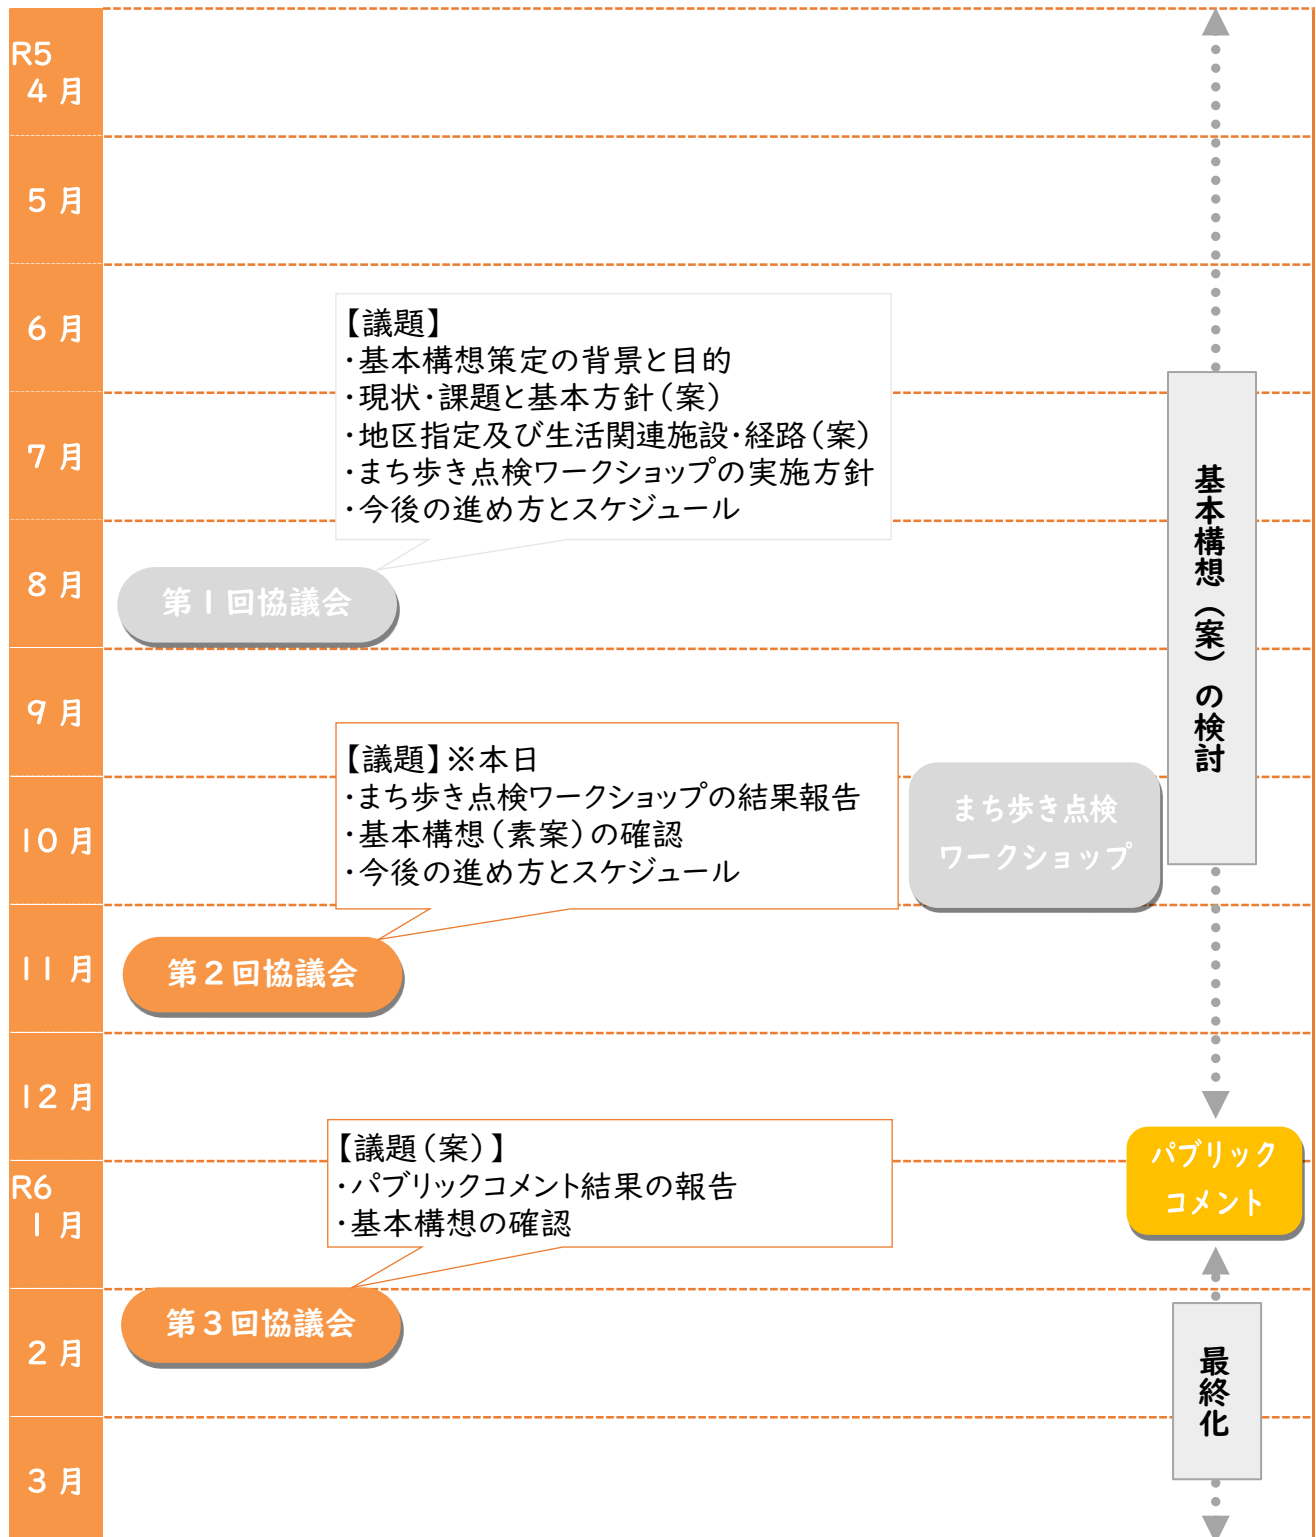 R5
4月
5月
6月
【議題】
・基本構想策定の背景と目的
・現状・課題と基本方針(案)
・地区指定及び生活関連施設・経路(案)
・まち歩き点検ワークショップの実施方針
・今後の進め方とスケジュール
7月
8月
第1回協議会
基本構想(案)の検討
9月
【議題】※本日
・まち歩き点検ワークショップの結果報告
・基本構想(素案)の確認
・今後の進め方とスケジュール
まち歩き点検
ワークショップ
10月
11月
第2回協議会
12月
【議題(案)】
・パブリックコメント結果の報告
・基本構想の確認
パブリック
コメント
R6
1月
第3回協議会
2月
最終化
3月